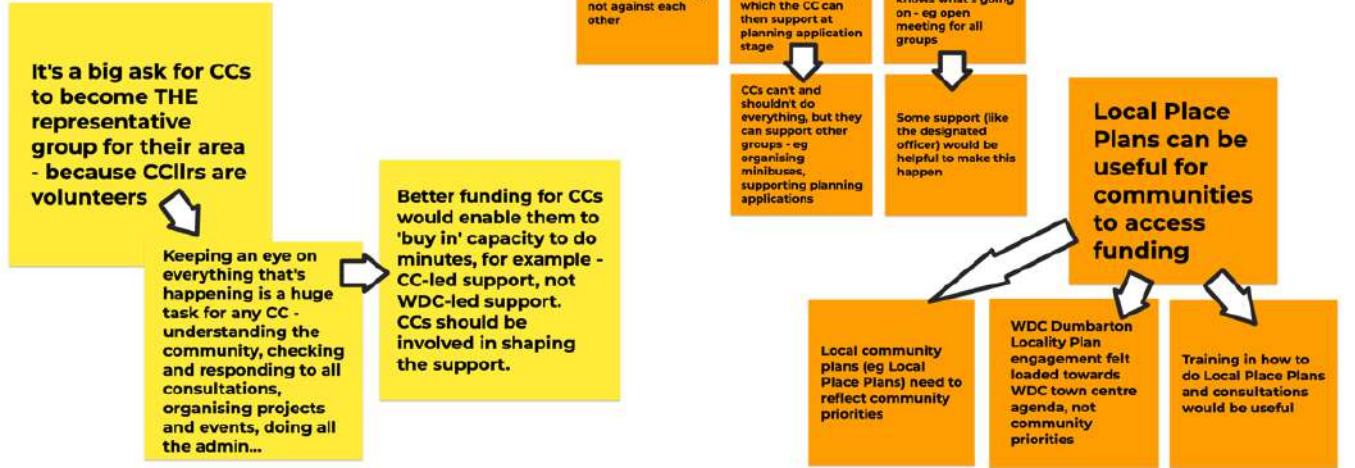 not against each
other
which the CC can
then support at
planning application
stage
on - eg open
meeting for all
groups
It's a big ask for CCs
to become THE
representative
group for their area
- because CCllrs are
volunteers
Keeping an eye on
everything that's
happening is a huge
task for any CC -
understanding the
community, checking
and responding to all
consultations,
organising projects
and events, doing all
the admin...
Better funding for CCs
would enable them to
'buy in' capacity to do
minutes, for example -
CC-led support, not
WDC-led support.
CCs should be
involved in shaping
the support.
CCs can't and
shouldn't do
everything, but they
can support other
groups - eg
organising
minibuses,
supporting planning
applications
Some support (like
the designated
officer) would be
helpful to make this
happen
Local Place
Plans can be
useful for
communities
to access
funding
Local community
plans (eg Local
Place Plans) need to
reflect community
priorities
WDC Dumbarton
Locality Plan
engagement felt
loaded towards
WDC town centre
agenda, not
community
priorities
Training in how to
do Local Place Plans
and consultations
would be useful